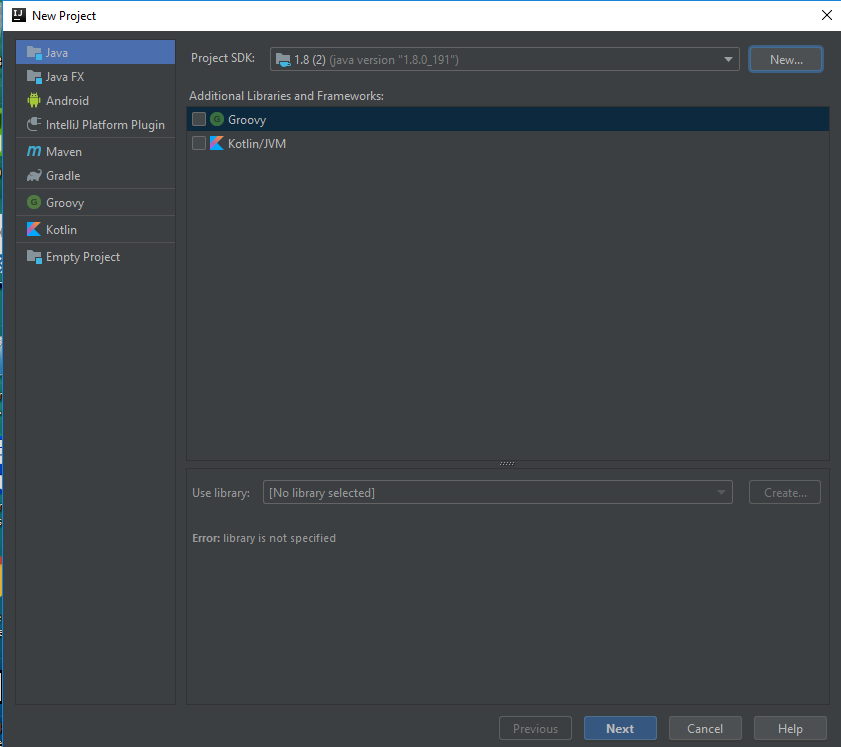 New Project
Java
Java FX
Android
IntelliJ Platform Plugin
Maven
Gradle
Groovy
Kotlin
Empty Project
Project SDK: 1.8 (2) (java version "1.8.0_191") New...
Additional Libraries and Frameworks:
Groovy
Kotlin/JVM
Use library: [No library selected] Create...
Error: library is not specified
Previous Next Cancel Help